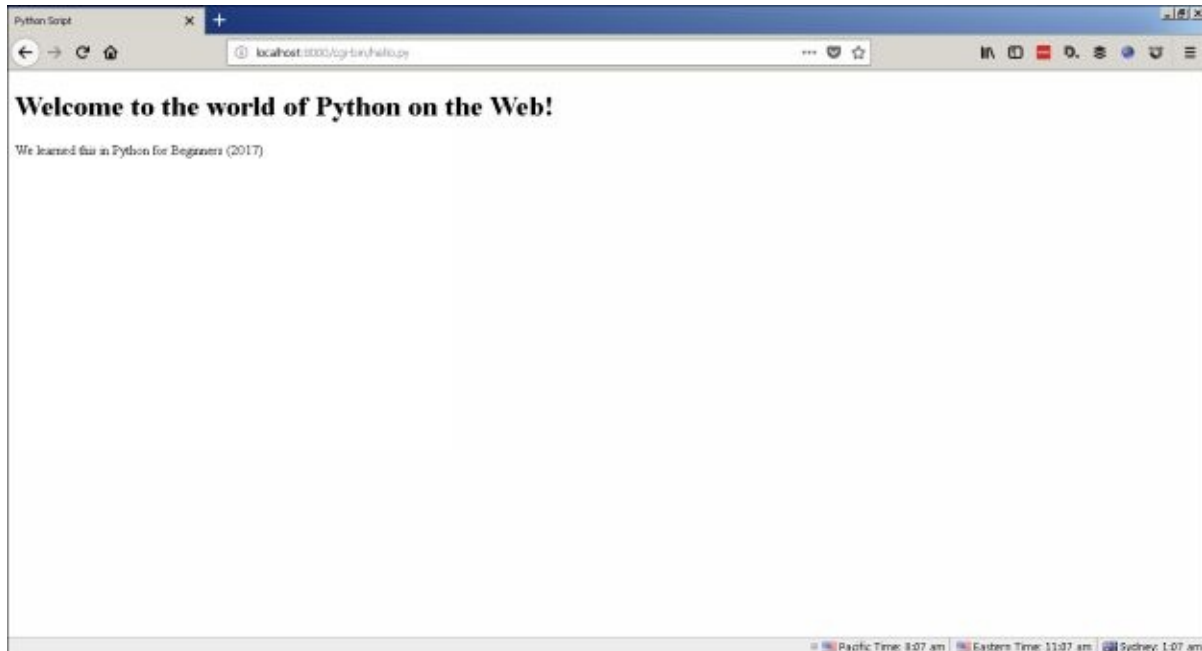 Python Script
localhost:8000/cgi-bin/hello.py
Welcome to the world of Python on the Web!
We learned this in Python for Beginners (2017)
Pacific Time: 8:07 am Eastern Time: 11:07 am Sydney: 1:07 am